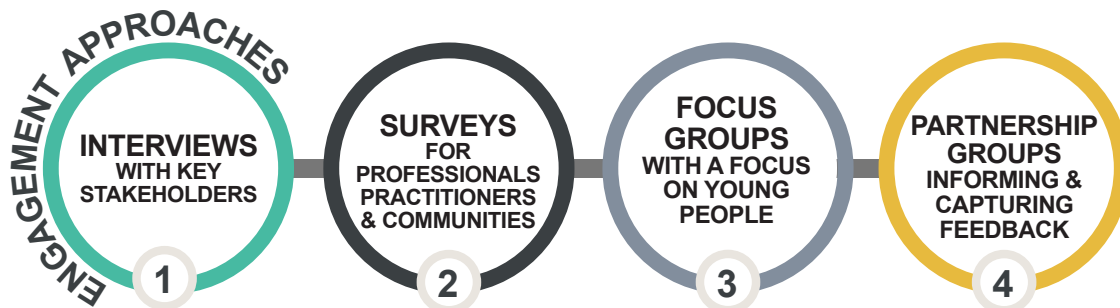 ENGAGEMENT APPROACHES
INTERVIEWS
WITH KEY
STAKEHOLDERS
1
SURVEYS
FOR
PROFESSIONALS
PRACTITIONERS
& COMMUNITIES
2
FOCUS
GROUPS
WITH A FOCUS
ON YOUNG
PEOPLE
3
PARTNERSHIP
GROUPS
INFORMING &
CAPTURING
FEEDBACK
4